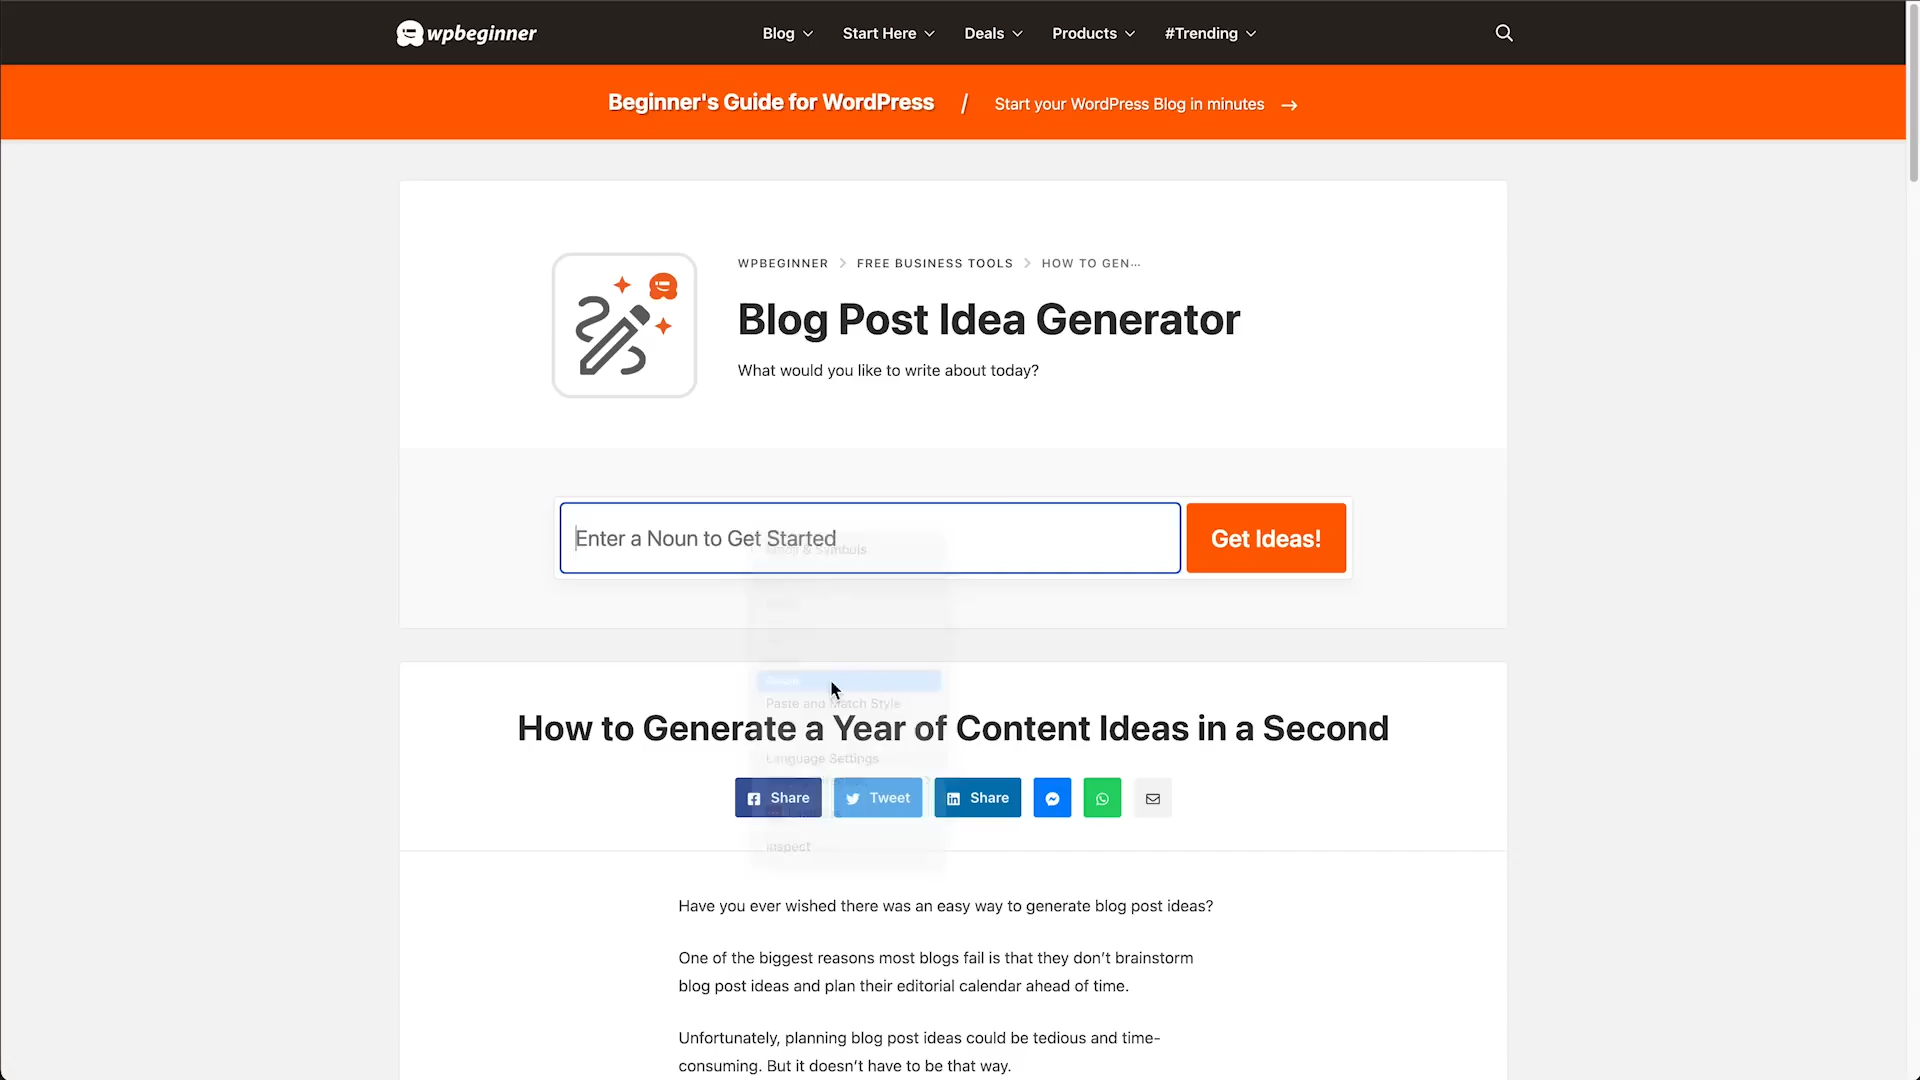 wpbeginner
Blog Start Here Deals Products #Trending
Beginner's Guide for WordPress / Start your WordPress Blog in minutes →
WPBEGINNER > FREE BUSINESS TOOLS > HOW TO GEN...
Blog Post Idea Generator
What would you like to write about today?
Enter a Noun to Get Started
Get Ideas!
Emoji & Symbols
Paste and Match Style
How to Generate a Year of Content Ideas in a Second
Language Settings
Share Tweet Share
Inspect
Have you ever wished there was an easy way to generate blog post ideas?
One of the biggest reasons most blogs fail is that they don’t brainstorm
blog post ideas and plan their editorial calendar ahead of time.
Unfortunately, planning blog post ideas could be tedious and time-
consuming. But it doesn’t have to be that way.